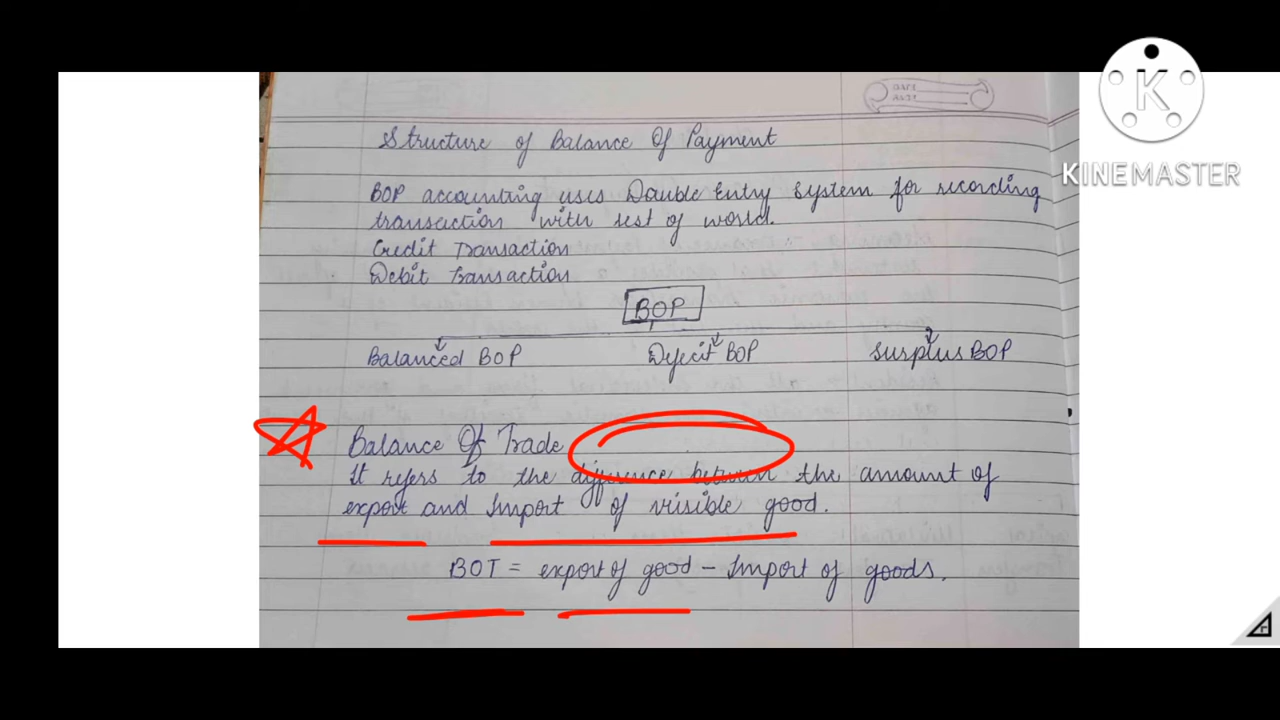 K
KINEMASTER
Structure of Balance Of Payment
BOP accounting uses Double Entry System for recording
transaction with rest of world.
Credit Transaction
Debit Transaction
BOP
Balanced BOP Deficit BOP Surplus BOP
Balance Of Trade
It refers to the difference between the amount of
export and Import of visible good.
BOT = export of good - Import of goods.